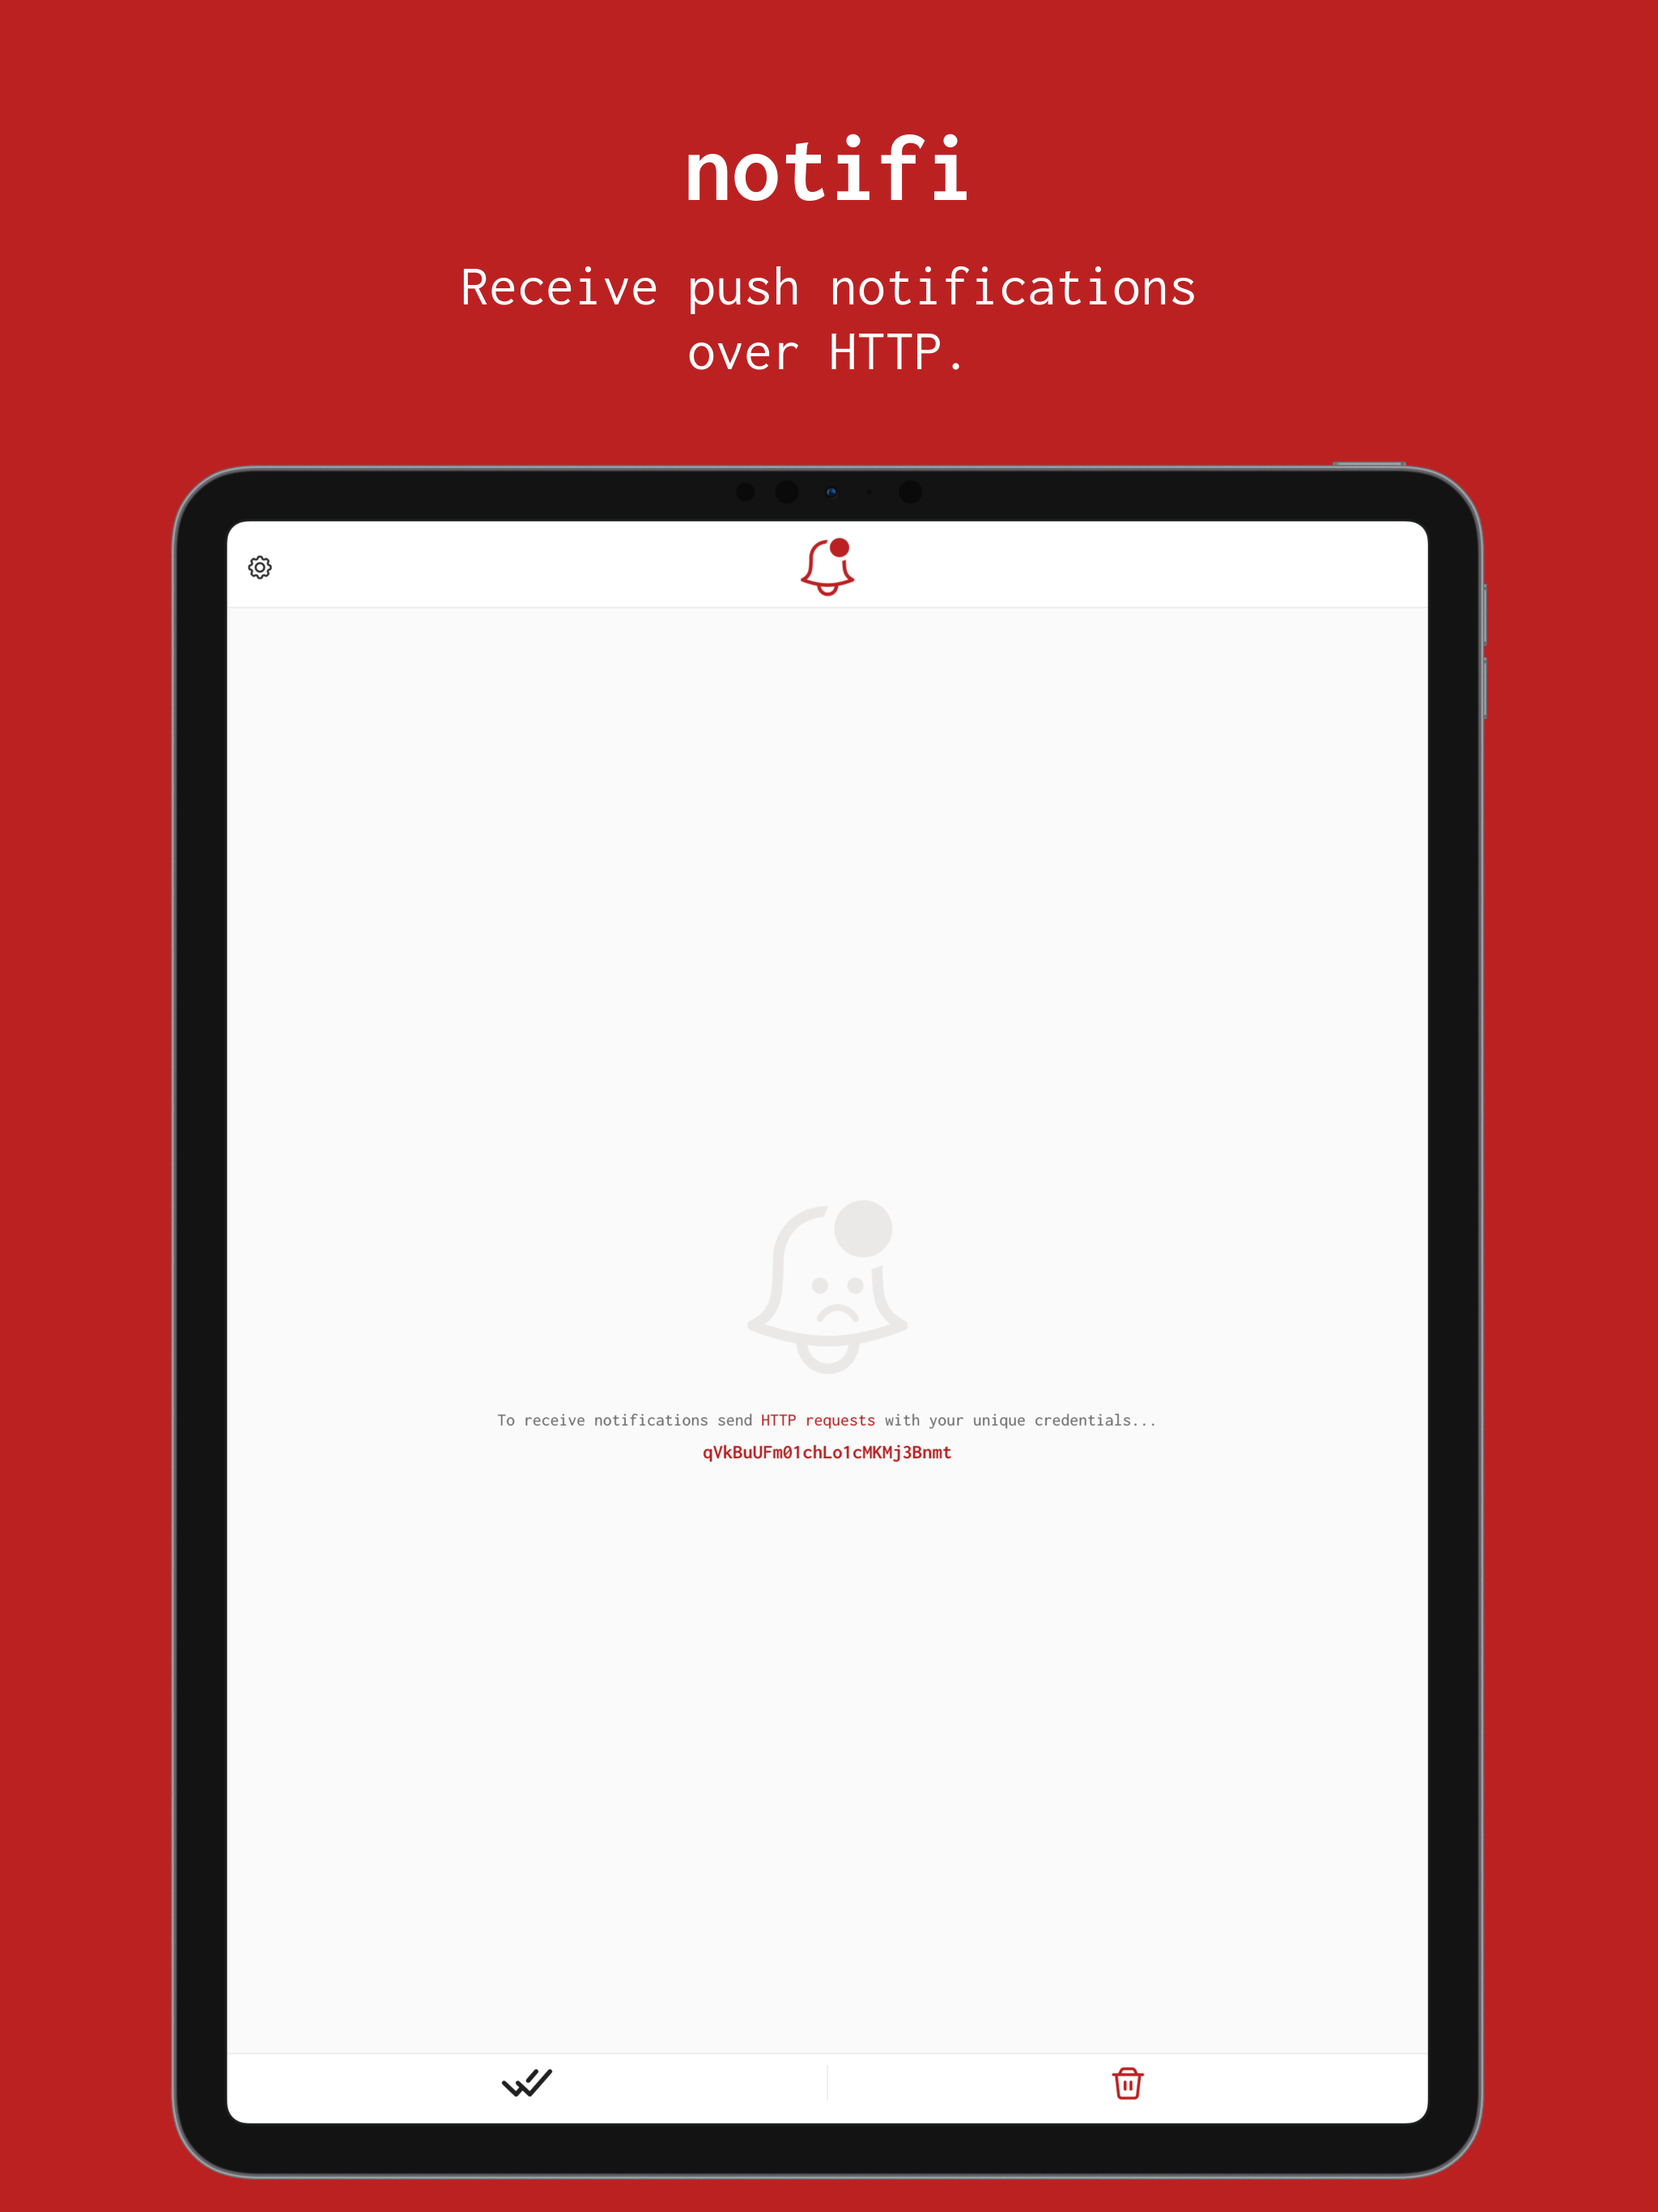 notifi
Receive push notifications
over HTTP.
To receive notifications send HTTP requests with your unique credentials...
qVkBuUFm01chLo1cMKMj3Bnmt